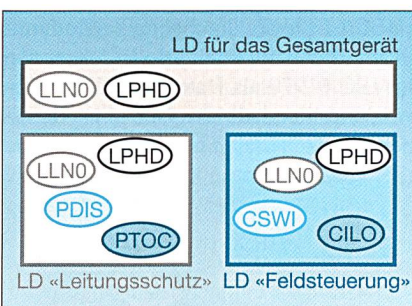 LD für das Gesamtgerät
LLN0 LPHD
LLN0 LPHD
PDIS
PTOC
LD «Leitungsschutz»
LPHD
LLN0
CSWI
CILO
LD «Feldsteuerung»